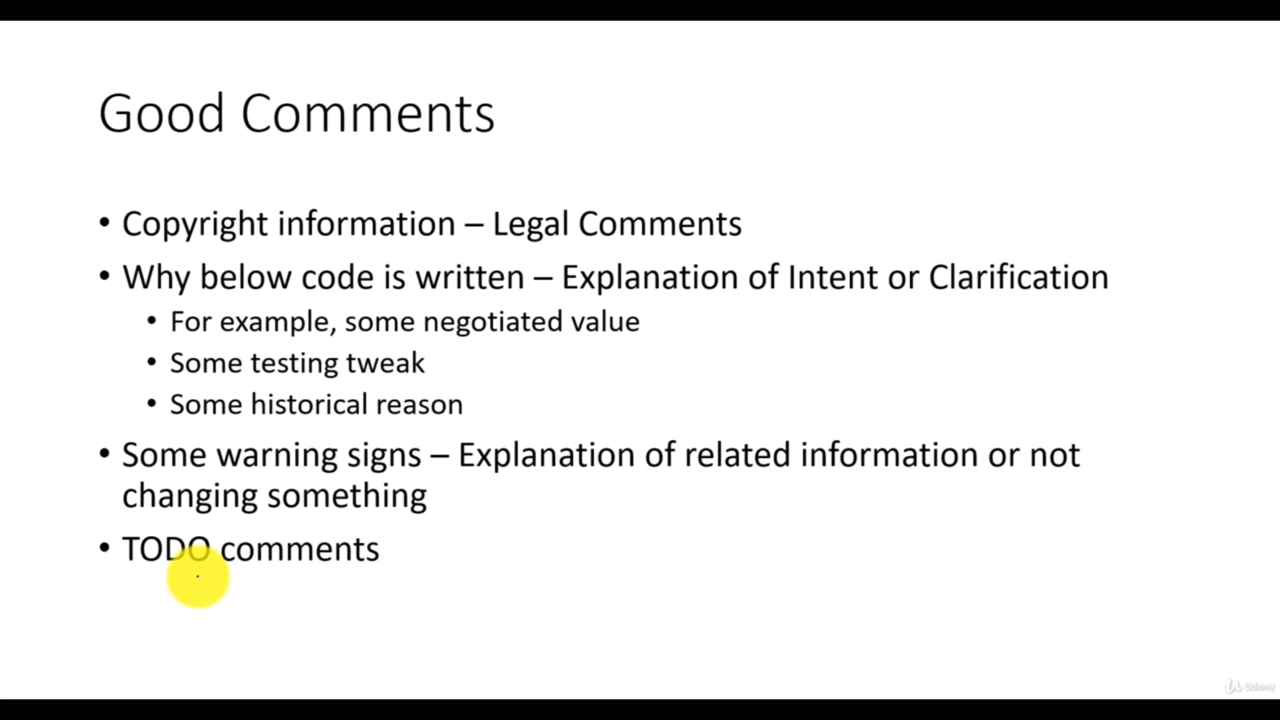 Good Comments
• Copyright information – Legal Comments
• Why below code is written – Explanation of Intent or Clarification
• For example, some negotiated value
• Some testing tweak
• Some historical reason
• Some warning signs – Explanation of related information or not
changing something
• TODO comments
Udemy